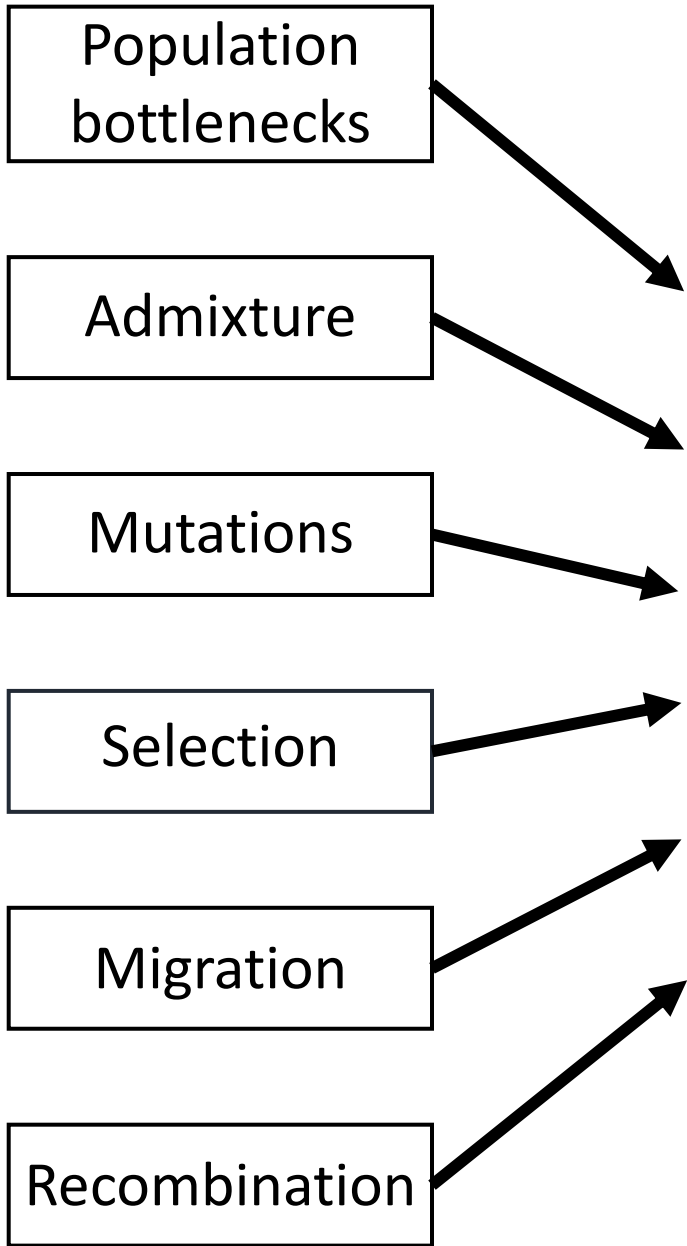 Population
bottlenecks
Admixture
Mutations
Selection
Migration
Recombination